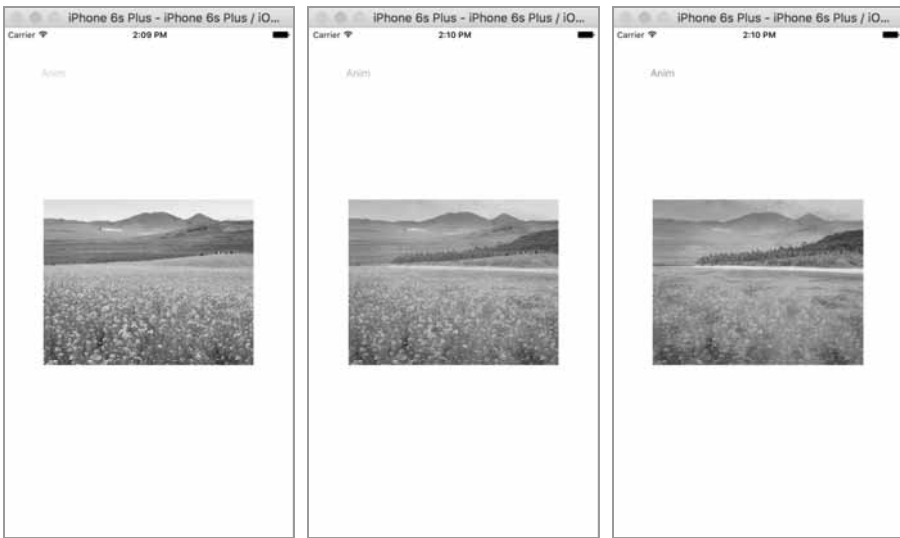 iPhone 6s Plus - iPhone 6s Plus / iO...
Carrier 2:09 PM
Anim
iPhone 6s Plus - iPhone 6s Plus / iO...
Carrier 2:10 PM
Anim
iPhone 6s Plus - iPhone 6s Plus / iO...
Carrier 2:10 PM
Anim